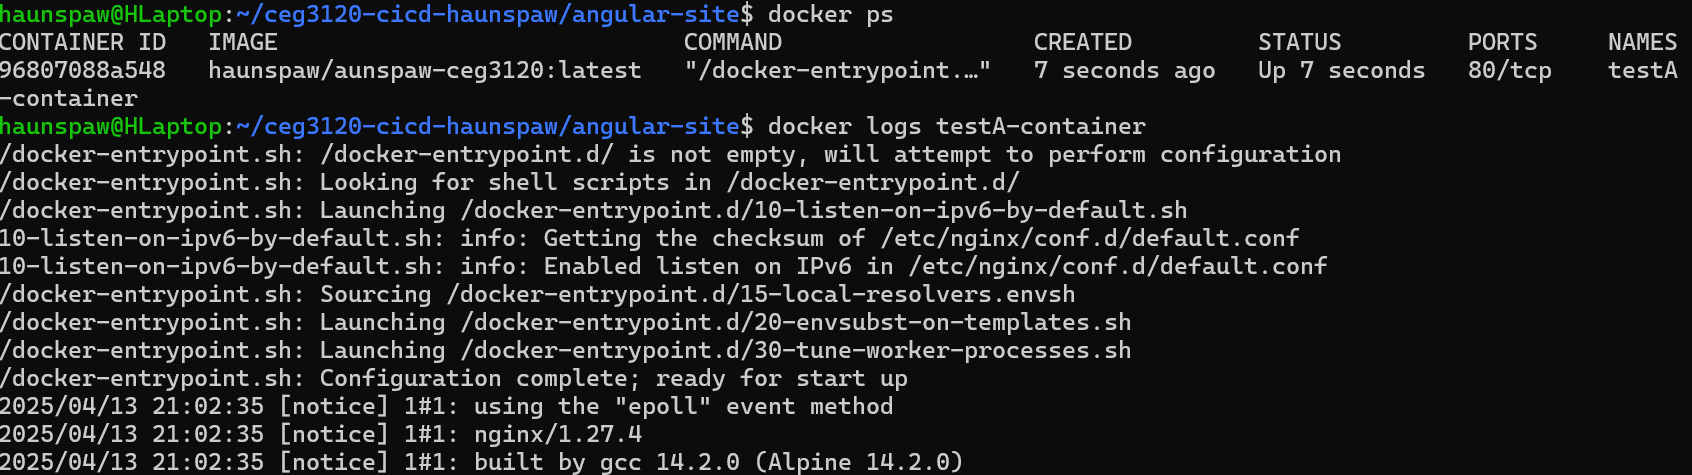 haunspaw@HLaptop:~/ceg3120-cicd-haunspaw/angular-site$ docker ps
CONTAINER ID   IMAGE                             COMMAND                  CREATED         STATUS         PORTS     NAMES
96807088a548   haunspaw/aunspaw-ceg3120:latest   "/docker-entrypoint.…"   7 seconds ago   Up 7 seconds   80/tcp    testA
-container
haunspaw@HLaptop:~/ceg3120-cicd-haunspaw/angular-site$ docker logs testA-container
/docker-entrypoint.sh: /docker-entrypoint.d/ is not empty, will attempt to perform configuration
/docker-entrypoint.sh: Looking for shell scripts in /docker-entrypoint.d/
/docker-entrypoint.sh: Launching /docker-entrypoint.d/10-listen-on-ipv6-by-default.sh
10-listen-on-ipv6-by-default.sh: info: Getting the checksum of /etc/nginx/conf.d/default.conf
10-listen-on-ipv6-by-default.sh: info: Enabled listen on IPv6 in /etc/nginx/conf.d/default.conf
/docker-entrypoint.sh: Sourcing /docker-entrypoint.d/15-local-resolvers.envsh
/docker-entrypoint.sh: Launching /docker-entrypoint.d/20-envsubst-on-templates.sh
/docker-entrypoint.sh: Launching /docker-entrypoint.d/30-tune-worker-processes.sh
/docker-entrypoint.sh: Configuration complete; ready for start up
2025/04/13 21:02:35 [notice] 1#1: using the "epoll" event method
2025/04/13 21:02:35 [notice] 1#1: nginx/1.27.4
2025/04/13 21:02:35 [notice] 1#1: built by gcc 14.2.0 (Alpine 14.2.0)